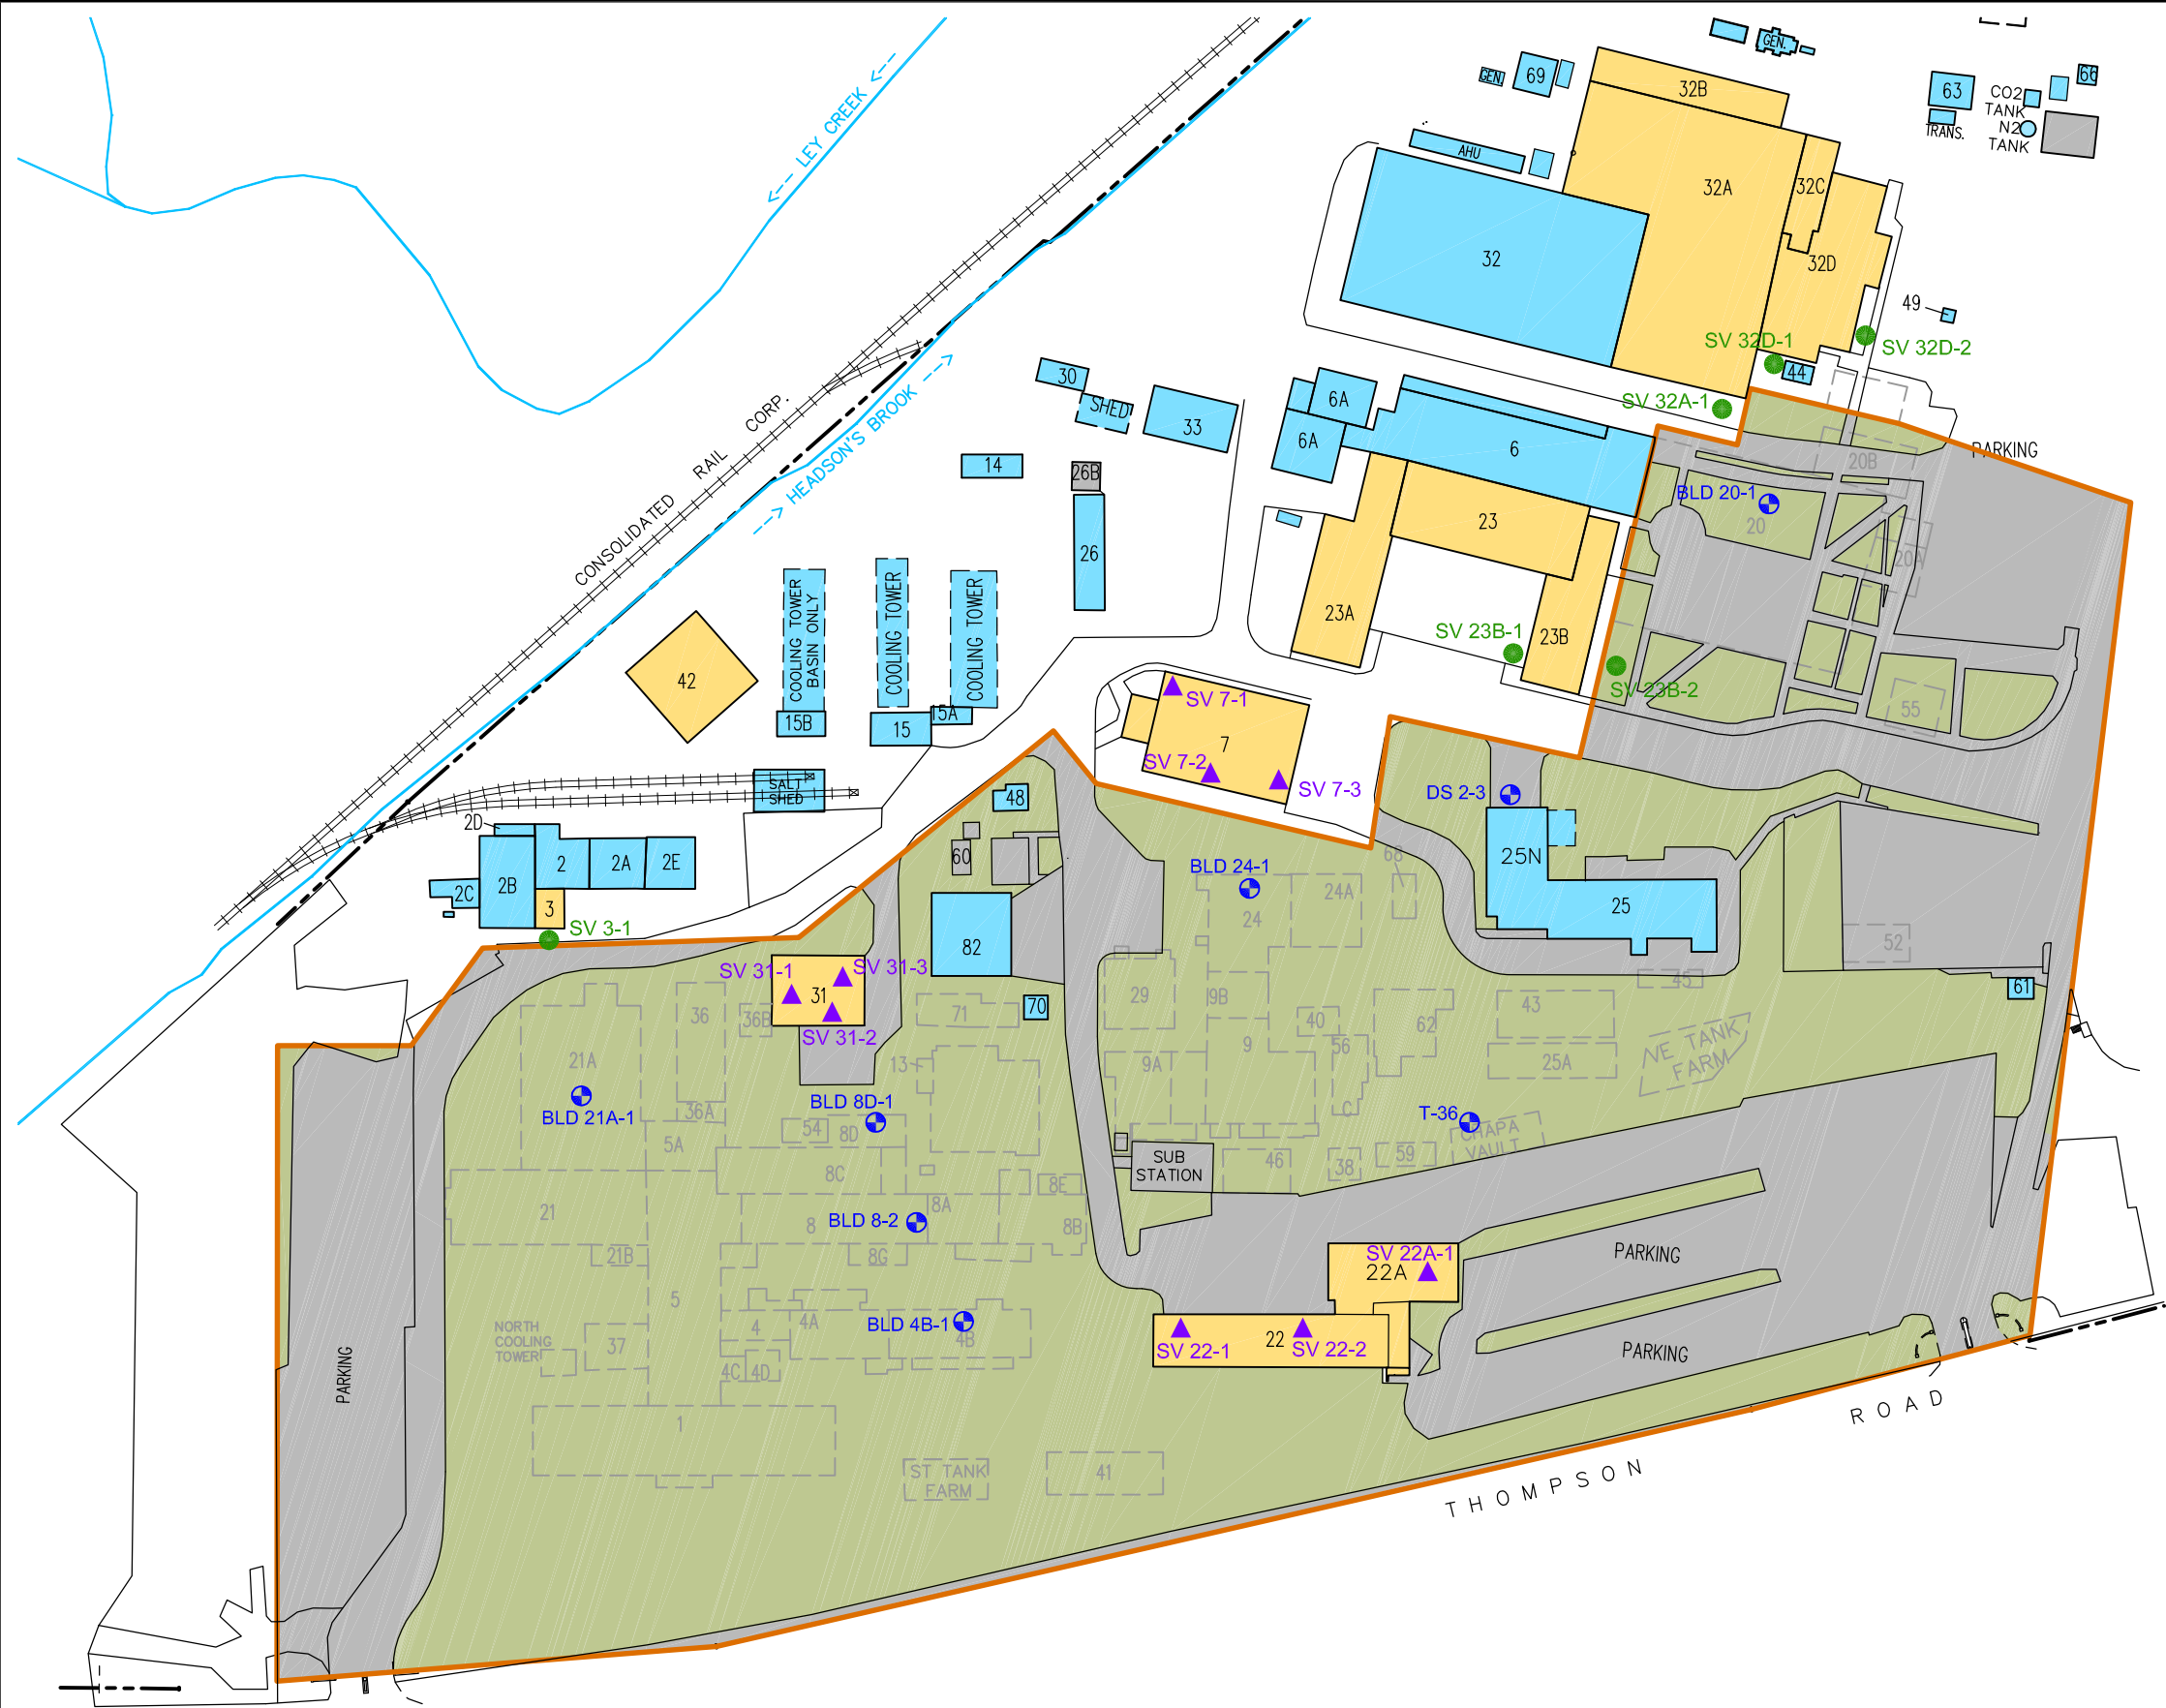 GEN.
66
GEN.
69
63
CO2
TANK
N2
TANK
TRANS.
32B
<-- LEY CREEK <--
AHU
32A
32C
32
32D
49
SV 32D-1
SV 32D-2
44
30
SHED
33
6A
6A
6
SV 32A-1
PARKING
20B
CONSOLIDATED RAIL CORP.
--> HEADSON'S BROOK -->
14
26B
BLD 20-1
20
23
20A
26
COOLING TOWER
BASIN ONLY
COOLING TOWER
COOLING TOWER
23A
SV 23B-1
23B
SV 23B-2
42
15B
15
15A
SV 7-1
7
SV 7-2
SV 7-3
55
SALT
SHED
48
DS 2-3
2D
2
2A
2E
2B
2C
3
60
68
25N
BLD 24-1
24A
24
25
SV 3-1
82
52
SV 31-1
SV 31-3
31
SV 31-2
36
36B
71
70
29
9B
40
62
43
45
61
21A
13
9
56
9A
25A
NE TANK
FARM
BLD 21A-1
36A
BLD 8D-1
54
8D
5A
C
T-36
CHAPA
VAULT
SUB
STATION
46
38
59
8C
8E
21
8
BLD 8-2
8A
8B
21B
8G
SV 22A-1
22A
PARKING
5
NORTH
COOLING
TOWER
37
4
4A
BLD 4B-1
4B
SV 22-1
22
SV 22-2
PARKING
PARKING
4C
4D
1
ST TANK
FARM
41
THOMPSON ROAD